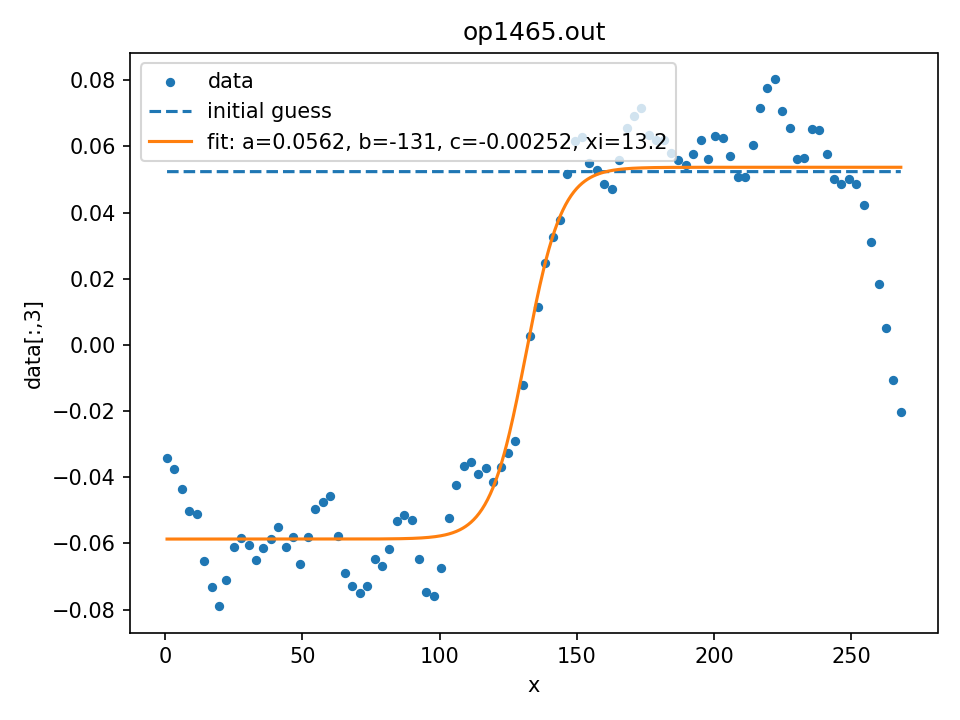 op1465.out
data
initial guess
fit: a=0.0562, b=-131, c=-0.00252, xi=13.2
0.08
0.06
0.04
0.02
0.00
−0.02
−0.04
−0.06
−0.08
data[:,3]
0 50 100 150 200 250
x